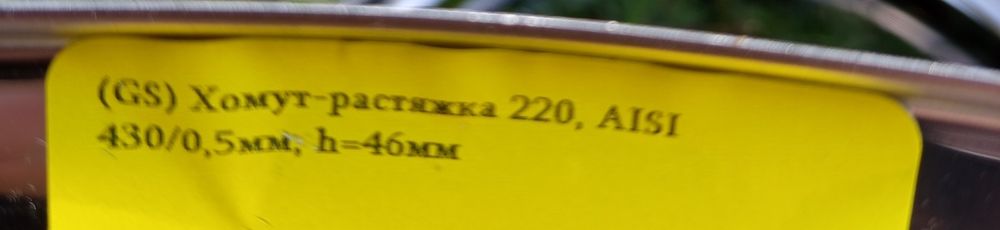 (GS) Хомут-растяжка 220, AISI
430/0,5мм, h=46мм